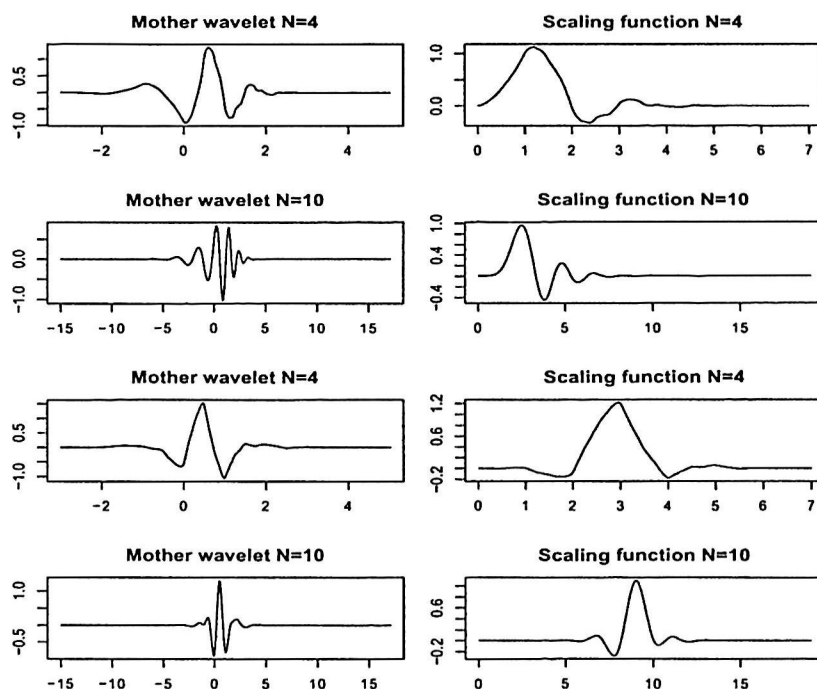 Mother wavelet N=4 Scaling function N=4
0.5 1.0
-1.0 0.0
-2 0 2 4 0 1 2 3 4 5 6 7
Mother wavelet N=10 Scaling function N=10
0.0 1.0
-1.0 0.4
-0.4
-15 -10 -5 0 5 10 15 0 5 10 15
Mother wavelet N=4 Scaling function N=4
0.5 1.2
-1.0 0.6
-0.2
-2 0 2 4 0 1 2 3 4 5 6 7
Mother wavelet N=10 Scaling function N=10
1.0 0.6
-0.5 -0.2
-15 -10 -5 0 5 10 15 0 5 10 15